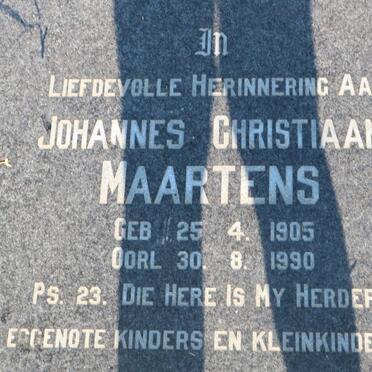 In
LIEFDEVOLLE HERINNERING AA
JOHANNES CHRISTIAAN
MAARTENS
GEB 25. 4. 1905
OORL 30. 8. 1990
PS. 23. DIE HERE IS MY HERDER
EGGENOTE KINDERS EN KLEINKINDE